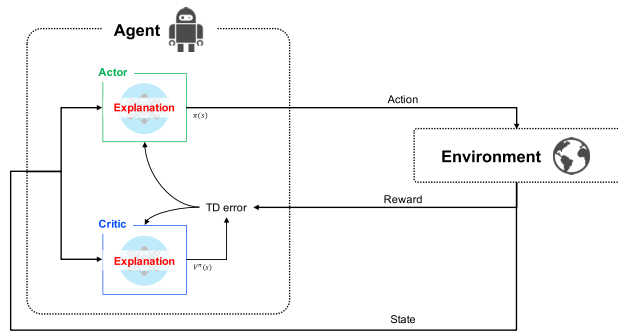 Agent
Actor
Explanation
π(s)
Action
Environment
Reward
TD error
Critic
Explanation
V^π(s)
State